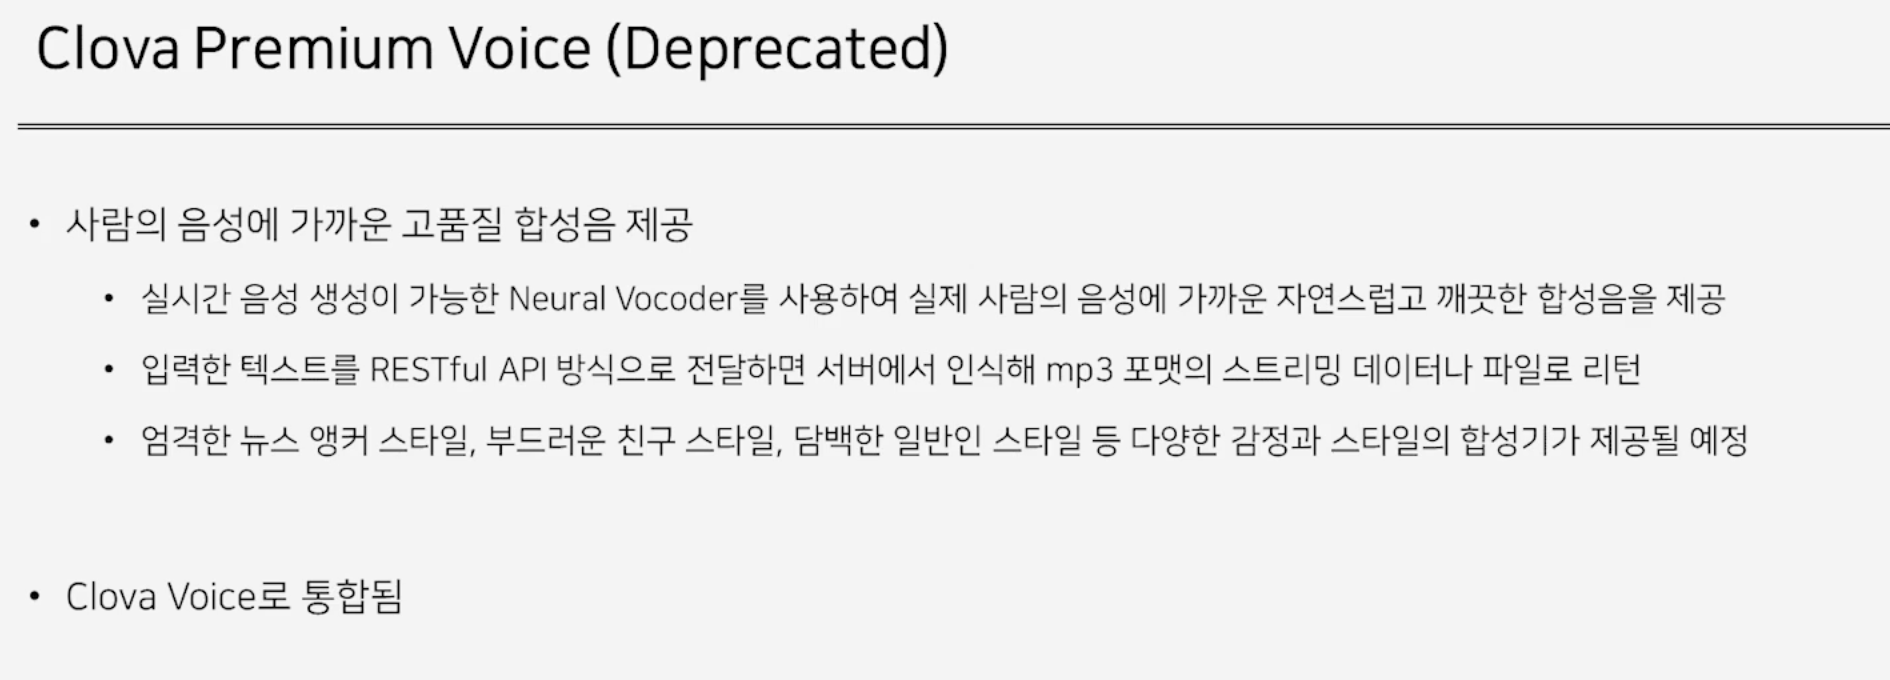 Clova Premium Voice (Deprecated)
• 사람의 음성에 가까운 고품질 합성음 제공
• 실시간 음성 생성이 가능한 Neural Vocoder를 사용하여 실제 사람의 음성에 가까운 자연스럽고 깨끗한 합성음을 제공
• 입력한 텍스트를 RESTful API 방식으로 전달하면 서버에서 인식해 mp3 포맷의 스트리밍 데이터나 파일로 리턴
• 엄격한 뉴스 앵커 스타일, 부드러운 친구 스타일, 담백한 일반인 스타일 등 다양한 감정과 스타일의 합성기가 제공될 예정
• Clova Voice로 통합됨